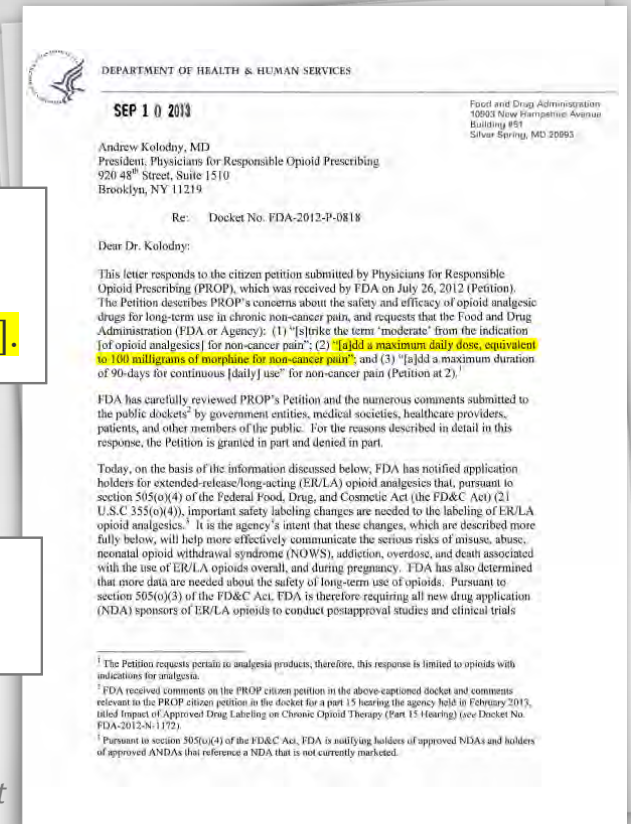 DEPARTMENT OF HEALTH & HUMAN SERVICES
SEP 10 2013
Food and Drug Administration
10903 New Hampshire Avenue
Building #51
Silver Spring, MD 20993
Andrew Kolodny, MD
President, Physicians for Responsible Opioid Prescribing
920 48th Street, Suite 1510
Brooklyn, NY 11219
Re: Docket No. FDA-2012-P-0818
Dear Dr. Kolodny:
This letter responds to the citizen petition submitted by Physicians for Responsible
Opioid Prescribing (PROP), which was received by FDA on July 26, 2012 (Petition).
The Petition describes PROP's concerns about the safety and efficacy of opioid analgesic
drugs for long-term use in chronic non-cancer pain, and requests that the Food and Drug
Administration (FDA or Agency): (1) "[s]trike the term 'moderate' from the indication
[of opioid analgesics] for non-cancer pain"; (2) "[a]dd a maximum daily dose, equivalent
to 100 milligrams of morphine for non-cancer pain"; and (3) "[a]dd a maximum duration
of 90-days for continuous [daily] use" for non-cancer pain (Petition at 2).1
].
FDA has carefully reviewed PROP's Petition and the numerous comments submitted to
the public dockets2 by government entities, medical societies, healthcare providers,
patients, and other members of the public. For the reasons described in detail in this
response, the Petition is granted in part and denied in part.
Today, on the basis of the information discussed below, FDA has notified application
holders for extended-release/long-acting (ER/LA) opioid analgesics that, pursuant to
section 505(o)(4) of the Federal Food, Drug, and Cosmetic Act (the FD&C Act) (21
U.S.C 355(o)(4)), important safety labeling changes are needed to the labeling of ER/LA
opioid analgesics.3 It is the agency's intent that these changes, which are described more
fully below, will help more effectively communicate the serious risks of misuse, abuse,
neonatal opioid withdrawal syndrome (NOWS), addiction, overdose, and death associated
with the use of ER/LA opioids overall, and during pregnancy. FDA has also determined
that more data are needed about the safety of long-term use of opioids. Pursuant to
section 505(o)(3) of the FD&C Act, FDA is therefore requiring all new drug application
(NDA) sponsors of ER/LA opioids to conduct postapproval studies and clinical trials
1 The Petition requests pertain to analgesia products, therefore, this response is limited to opioids with
indications for analgesia.
2 FDA received comments on the PROP citizen petition in the above-captioned docket and comments
relevant to the PROP citizen petition in the docket for a part 15 hearing the agency held in February 2013,
titled Impact of Approved Drug Labeling on Chronic Opioid Therapy (Part 15 Hearing) (see Docket No.
FDA-2012-N-1172).
3 Pursuant to section 505(o)(4) of the FD&C Act, FDA is notifying holders of approved NDAs and holders
of approved ANDAs that reference a NDA that is not currently marketed.
t